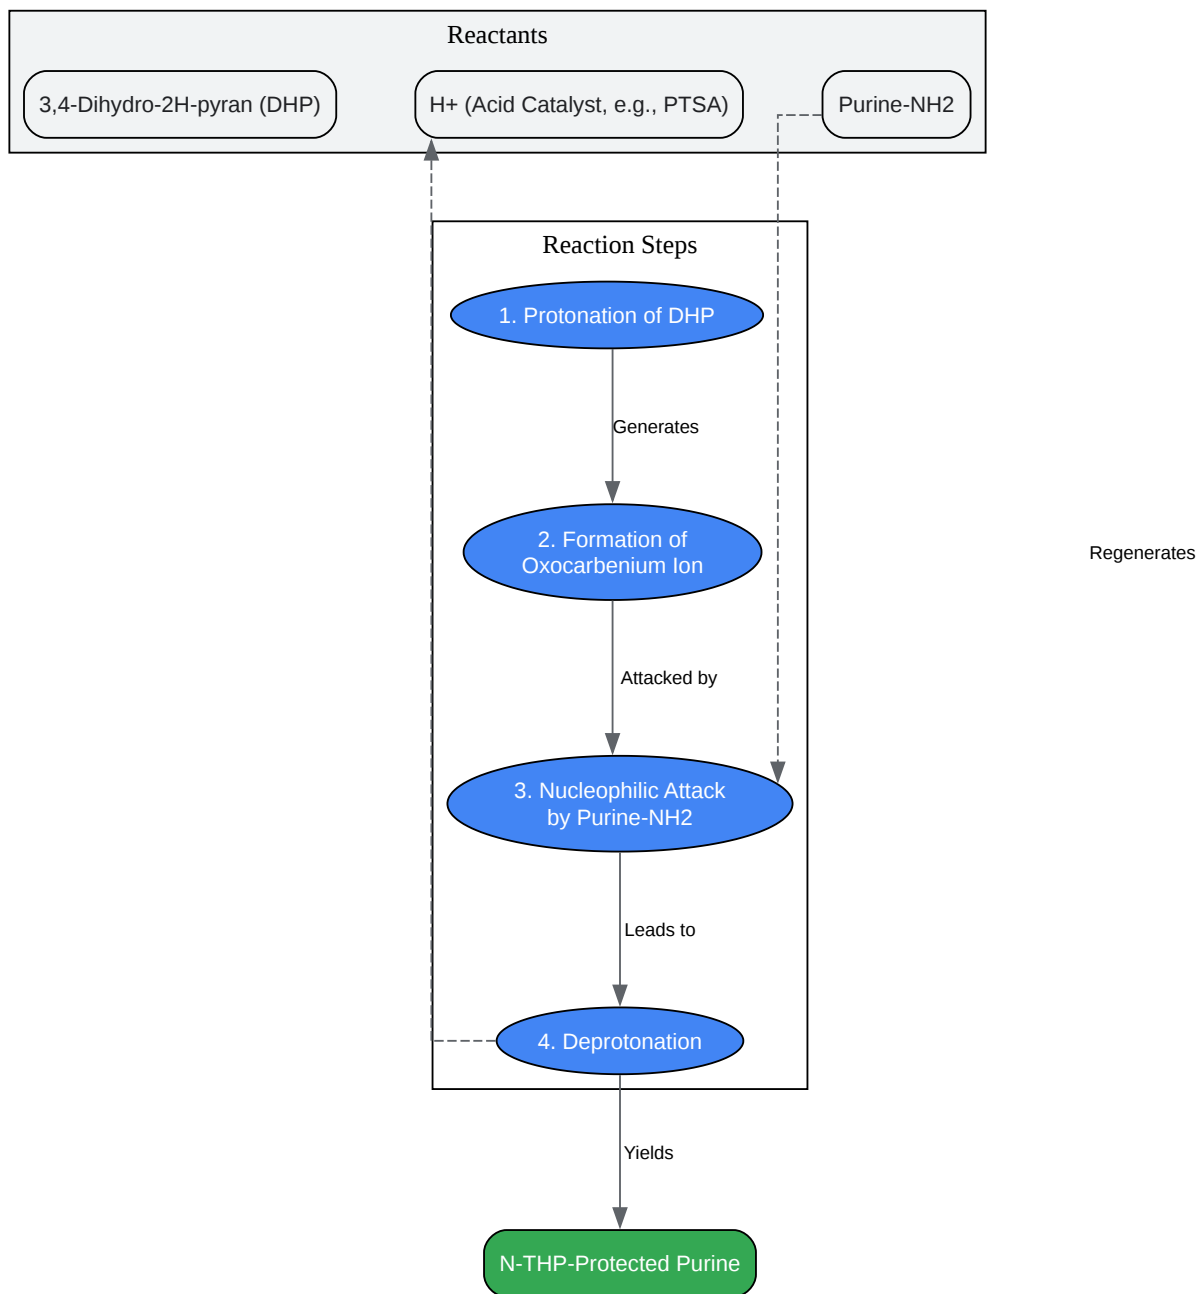 Reactants
3,4-Dihydro-2H-pyran (DHP)
H+ (Acid Catalyst, e.g., PTSA)
Purine-NH2
Reaction Steps
1. Protonation of DHP
Generates
2. Formation of
Oxocarbenium Ion
Regenerates
Attacked by
3. Nucleophilic Attack
by Purine-NH2
Leads to
4. Deprotonation
Yields
N-THP-Protected Purine